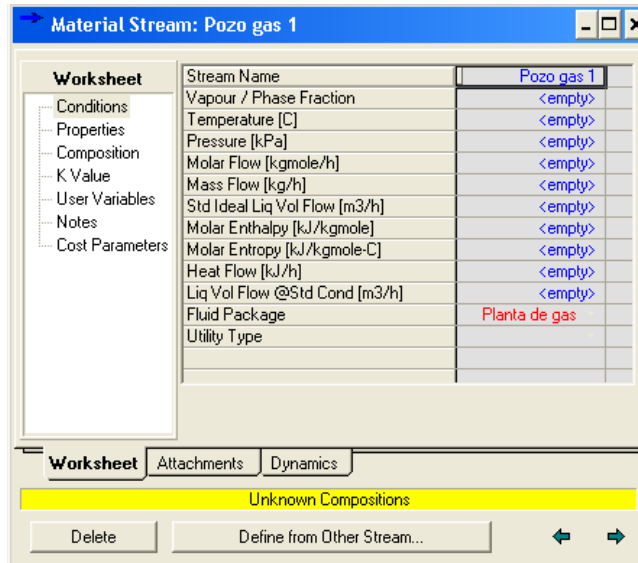 Material Stream: Pozo gas 1
Worksheet
Conditions
Properties
Composition
K Value
User Variables
Notes
Cost Parameters
Stream Name Pozo gas 1
Vapour / Phase Fraction <empty>
Temperature [C] <empty>
Pressure [kPa] <empty>
Molar Flow [kgmole/h] <empty>
Mass Flow [kg/h] <empty>
Std Ideal Liq Vol Flow [m3/h] <empty>
Molar Enthalpy [kJ/kgmole] <empty>
Molar Entropy [kJ/kgmole-C] <empty>
Heat Flow [kJ/h] <empty>
Liq Vol Flow @Std Cond [m3/h] <empty>
Fluid Package Planta de gas
Utility Type
Worksheet Attachments Dynamics
Unknown Compositions
Delete Define from Other Stream...